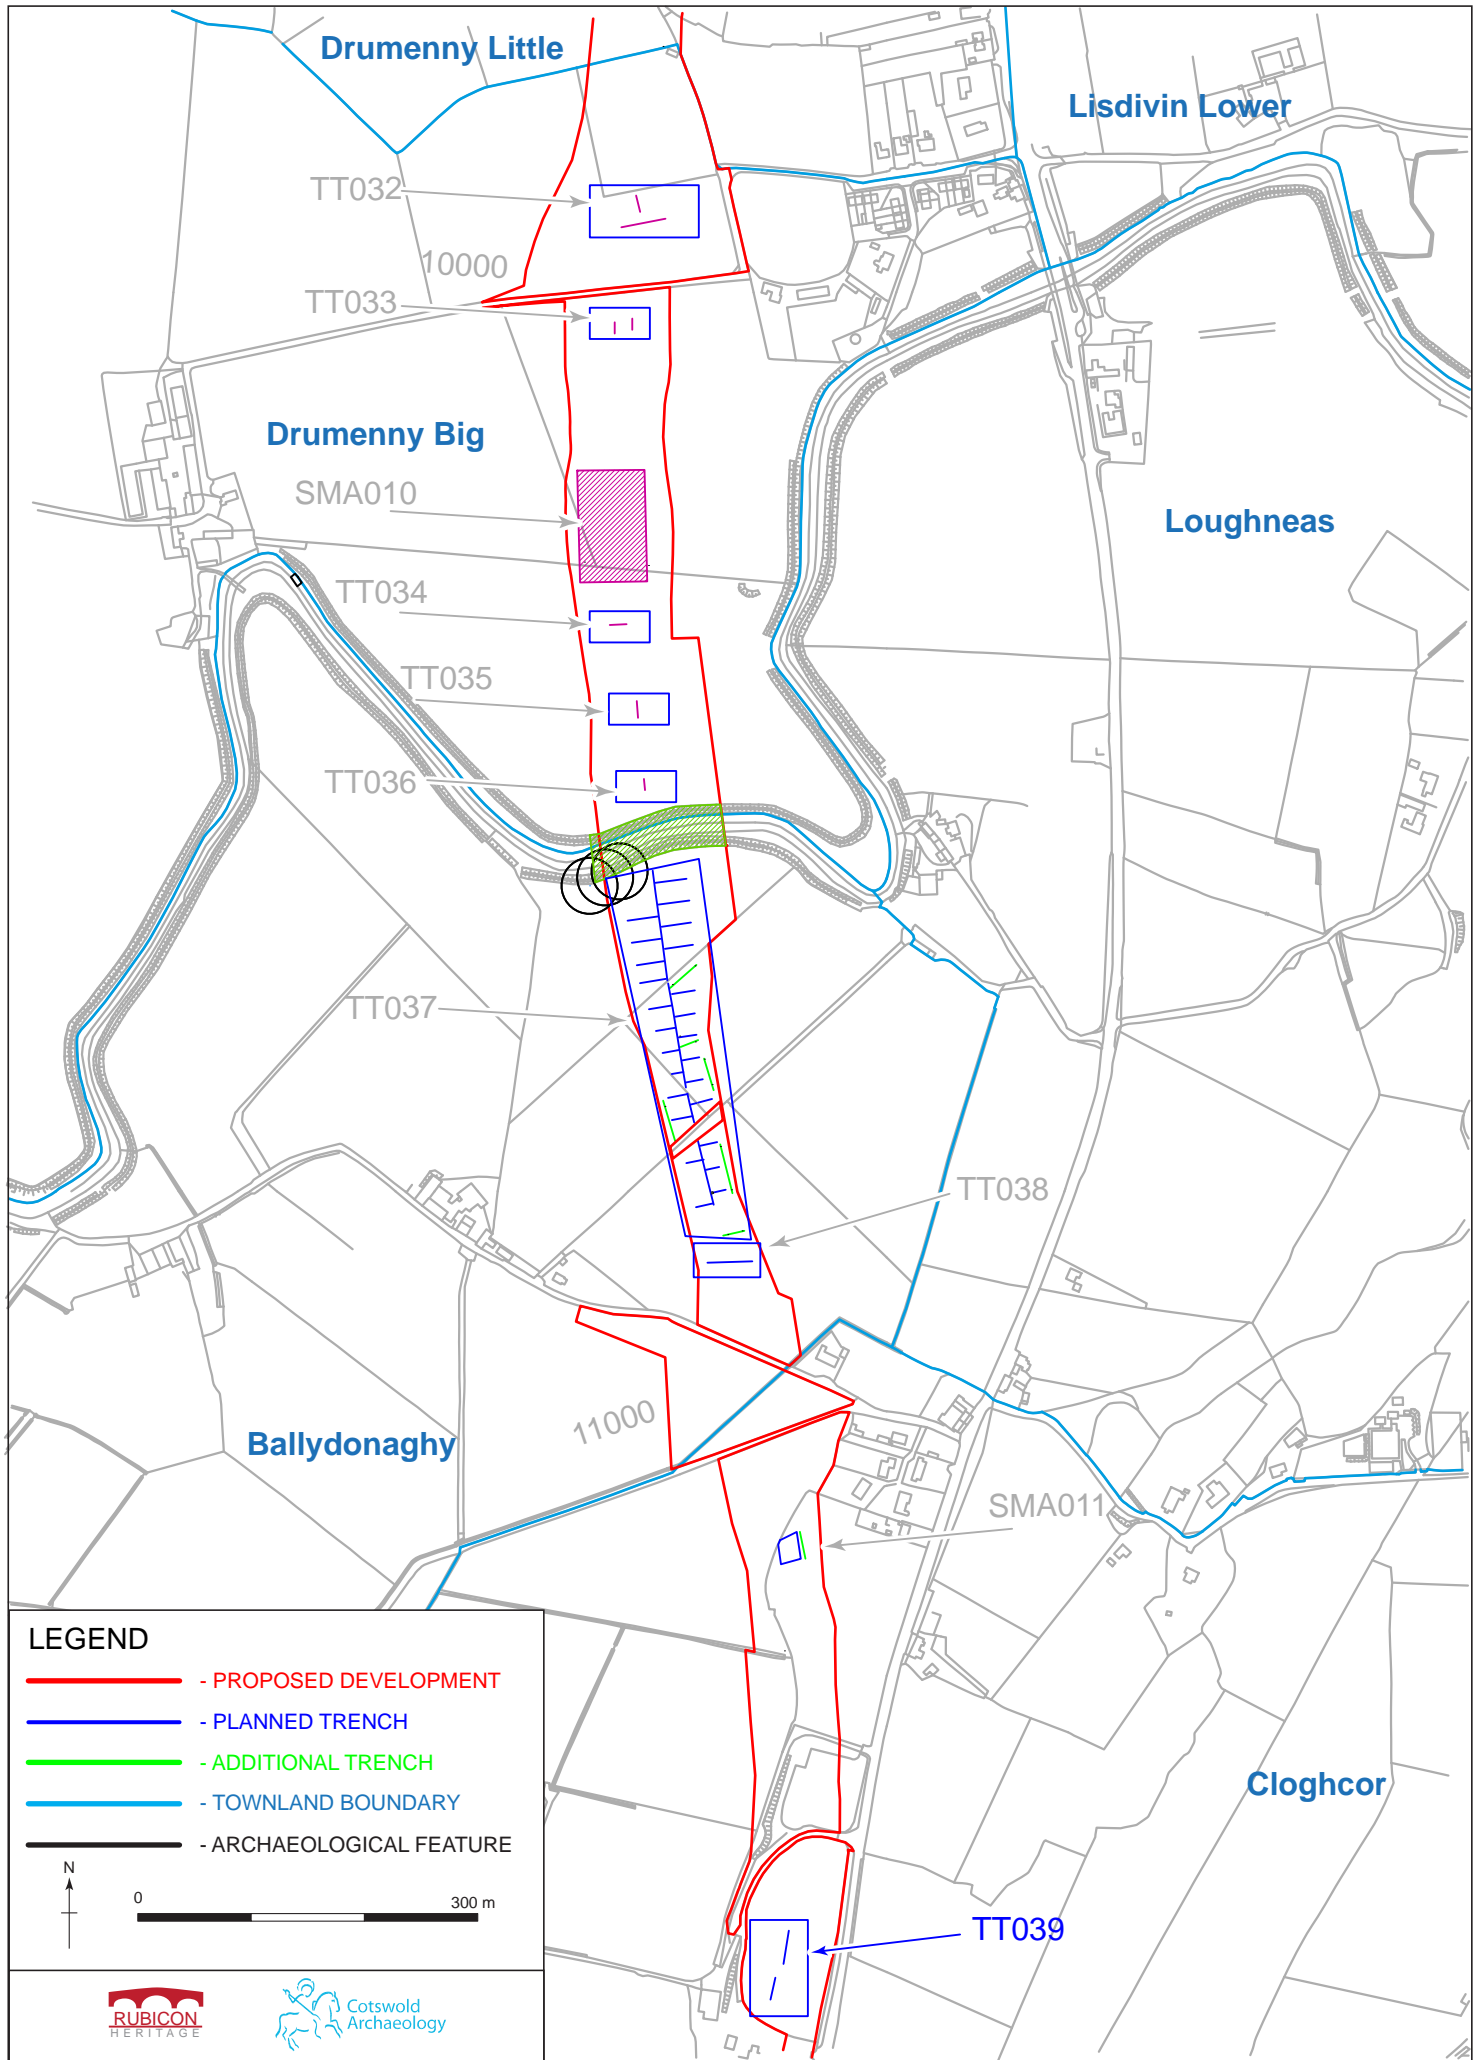 Drumenny Little
Lisdivin Lower
TT032
10000
TT033
Drumenny Big
SMA010
Loughneas
TT034
TT035
TT036
TT037
TT038
11000
Ballydonaghy
SMA011
Cloghcor
TT039
LEGEND
- PROPOSED DEVELOPMENT
- PLANNED TRENCH
- ADDITIONAL TRENCH
- TOWNLAND BOUNDARY
- ARCHAEOLOGICAL FEATURE
N
0
300 m
RUBICON
HERITAGE
Cotswold
Archaeology